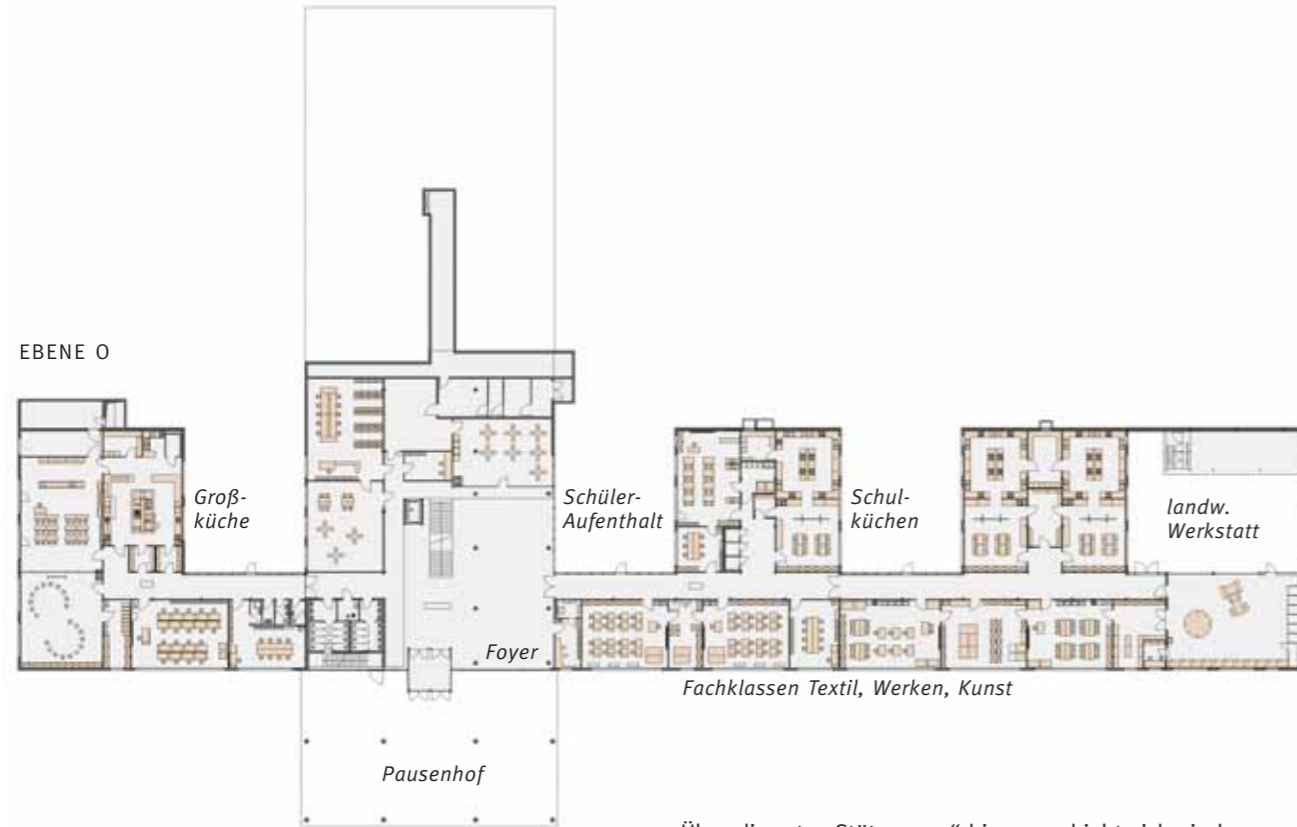 EBENE 0
Groß-
küche
Schüler-
Aufenthalt
Schul-
küchen
landw.
Werkstatt
Foyer
Fachklassen Textil, Werken, Kunst
Pausenhof